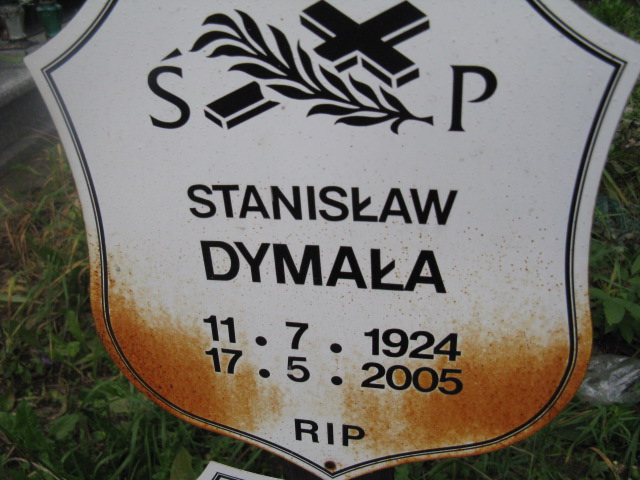 Ś P
STANISŁAW
DYMAŁA
11 . 7 . 1924
17 . 5 . 2005
RIP